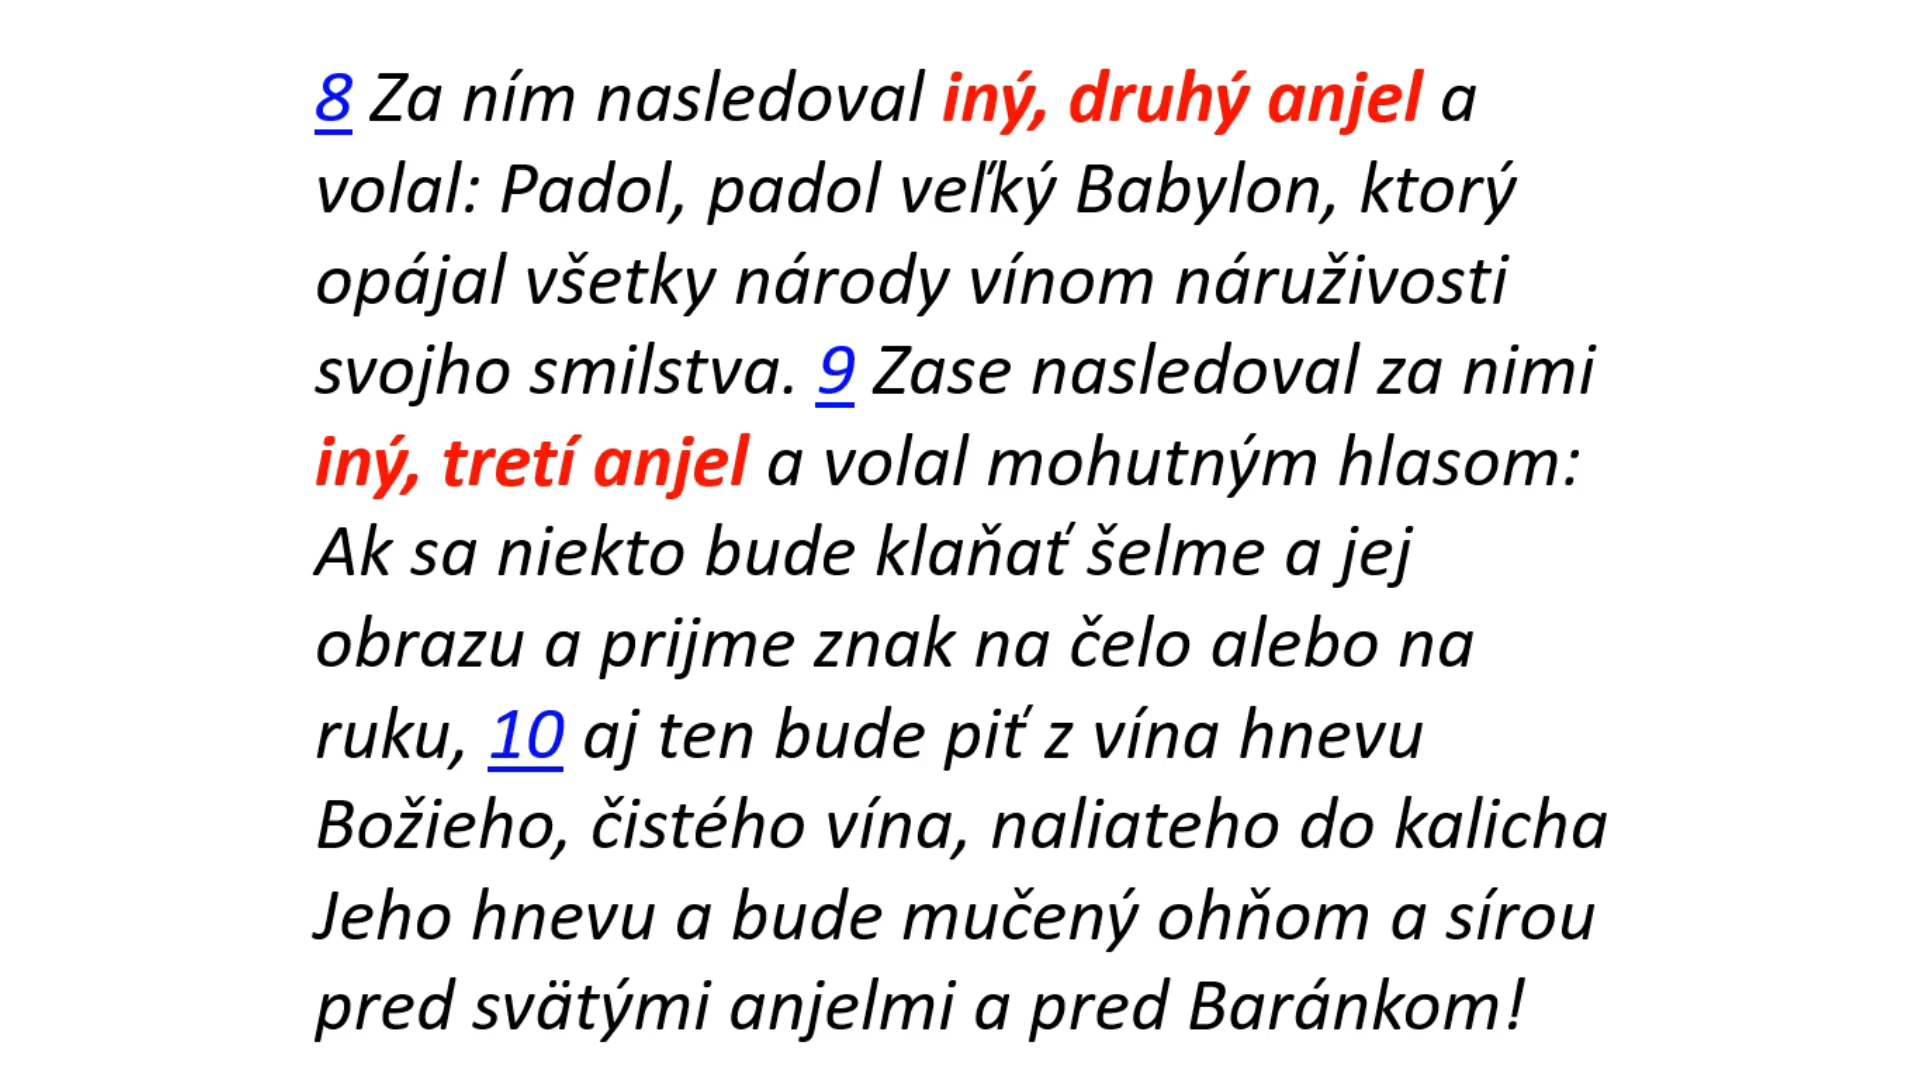 8 Za ním nasledoval iný, druhý anjel a
volal: Padol, padol veľký Babylon, ktorý
opájal všetky národy vínom náruživosti
svojho smilstva. 9 Zase nasledoval za nimi
iný, tretí anjel a volal mohutným hlasom:
Ak sa niekto bude klaňať šelme a jej
obrazu a prijme znak na čelo alebo na
ruku, 10 aj ten bude piť z vína hnevu
Božieho, čistého vína, naliateho do kalicha
Jeho hnevu a bude mučený ohňom a sírou
pred svätými anjelmi a pred Baránkom!